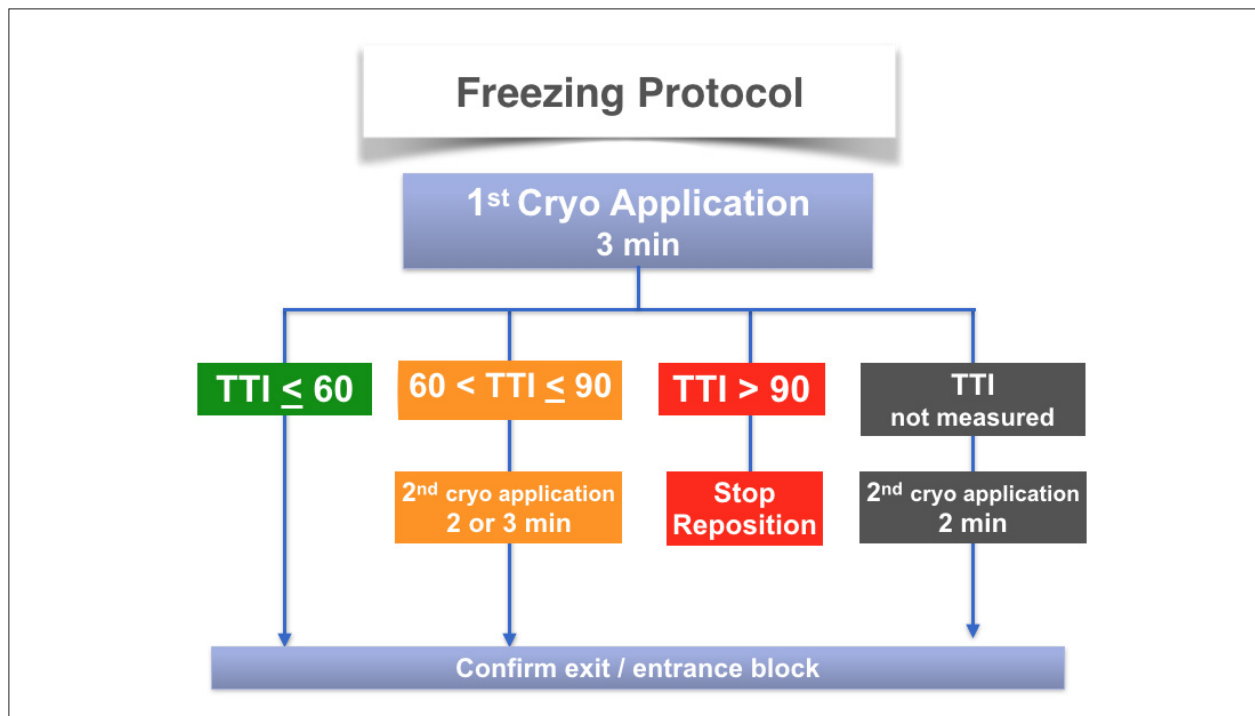 Freezing Protocol
1st Cryo Application
3 min
TTI ≤ 60
60 < TTI ≤ 90
TTI > 90
TTI
not measured
2nd cryo application
2 or 3 min
Stop
Reposition
2nd cryo application
2 min
Confirm exit / entrance block